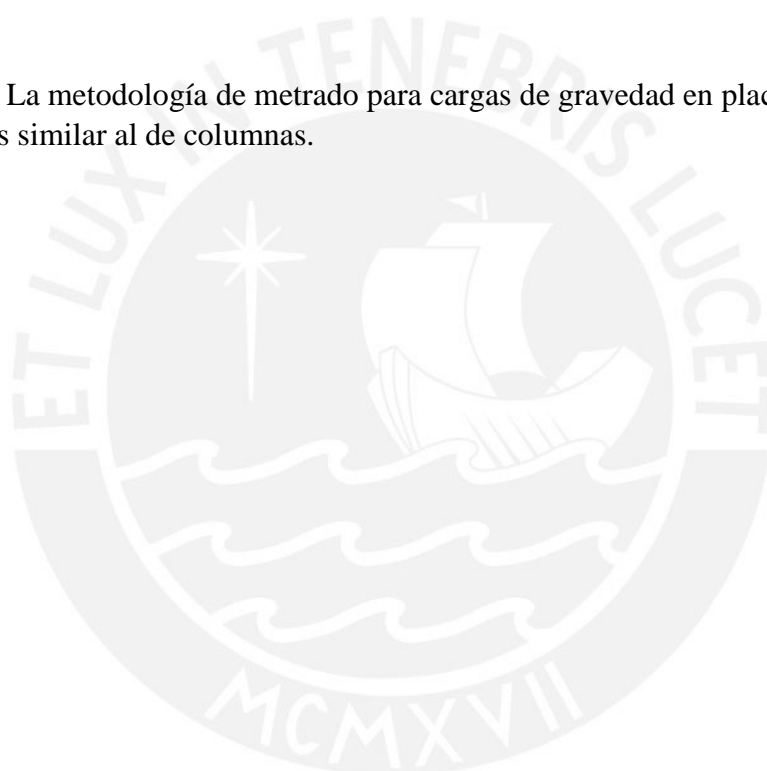 La metodología de metrado para cargas de gravedad en plac
s similar al de columnas.
ET LUX IN TENEBRIS LUCET
MCMXVII